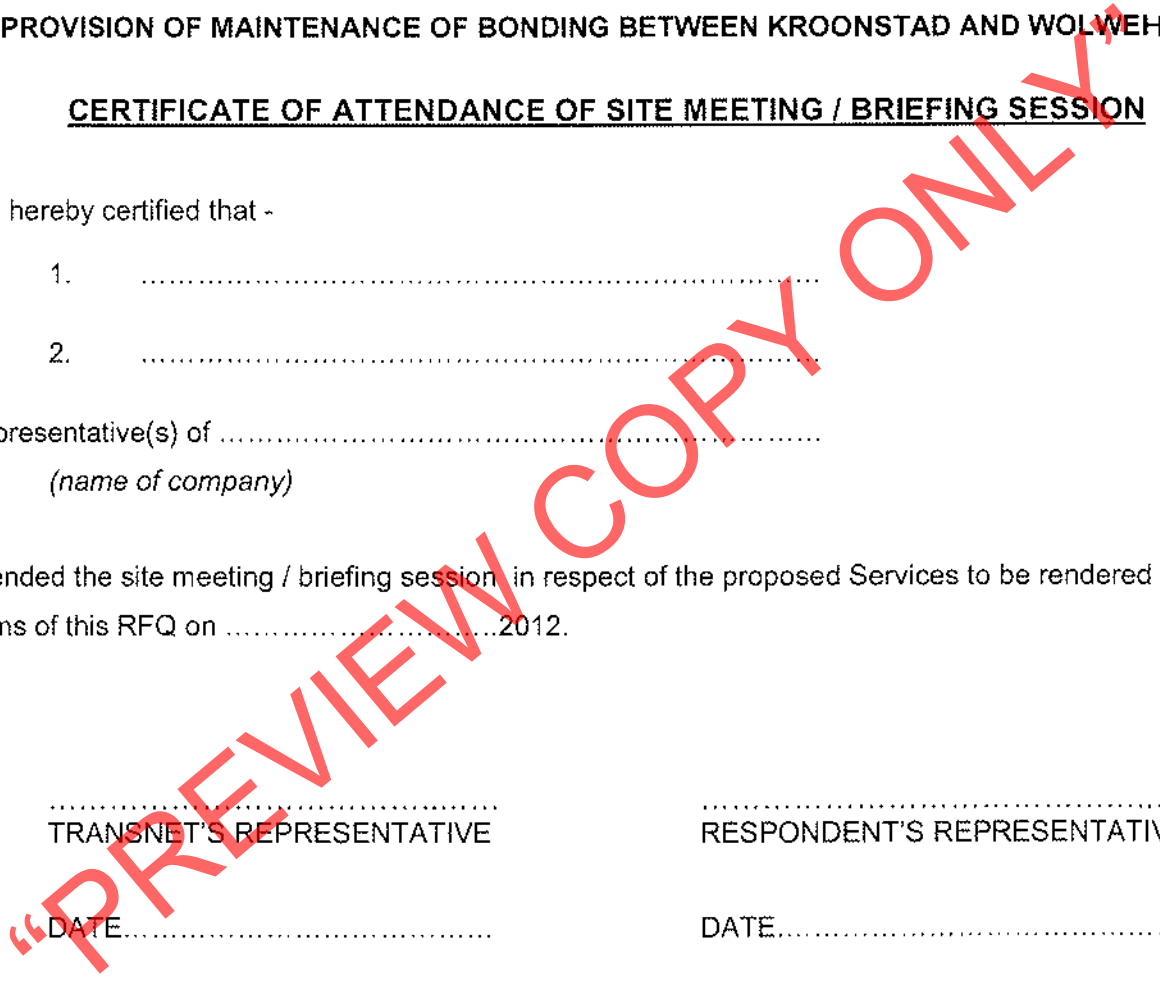 PROVISION OF MAINTENANCE OF BONDING BETWEEN KROONSTAD AND WOLWEH
CERTIFICATE OF ATTENDANCE OF SITE MEETING / BRIEFING SESSION
hereby certified that -
1. ........................................................................
2. ........................................................................
presentative(s) of ................................................................
(name of company)
ended the site meeting / briefing session in respect of the proposed Services to be rendered
ms of this RFQ on ..............................2012.
TRANSNET'S REPRESENTATIVE RESPONDENT'S REPRESENTATIV
DATE........................................ DATE........................................
“PREVIEW COPY ONLY”